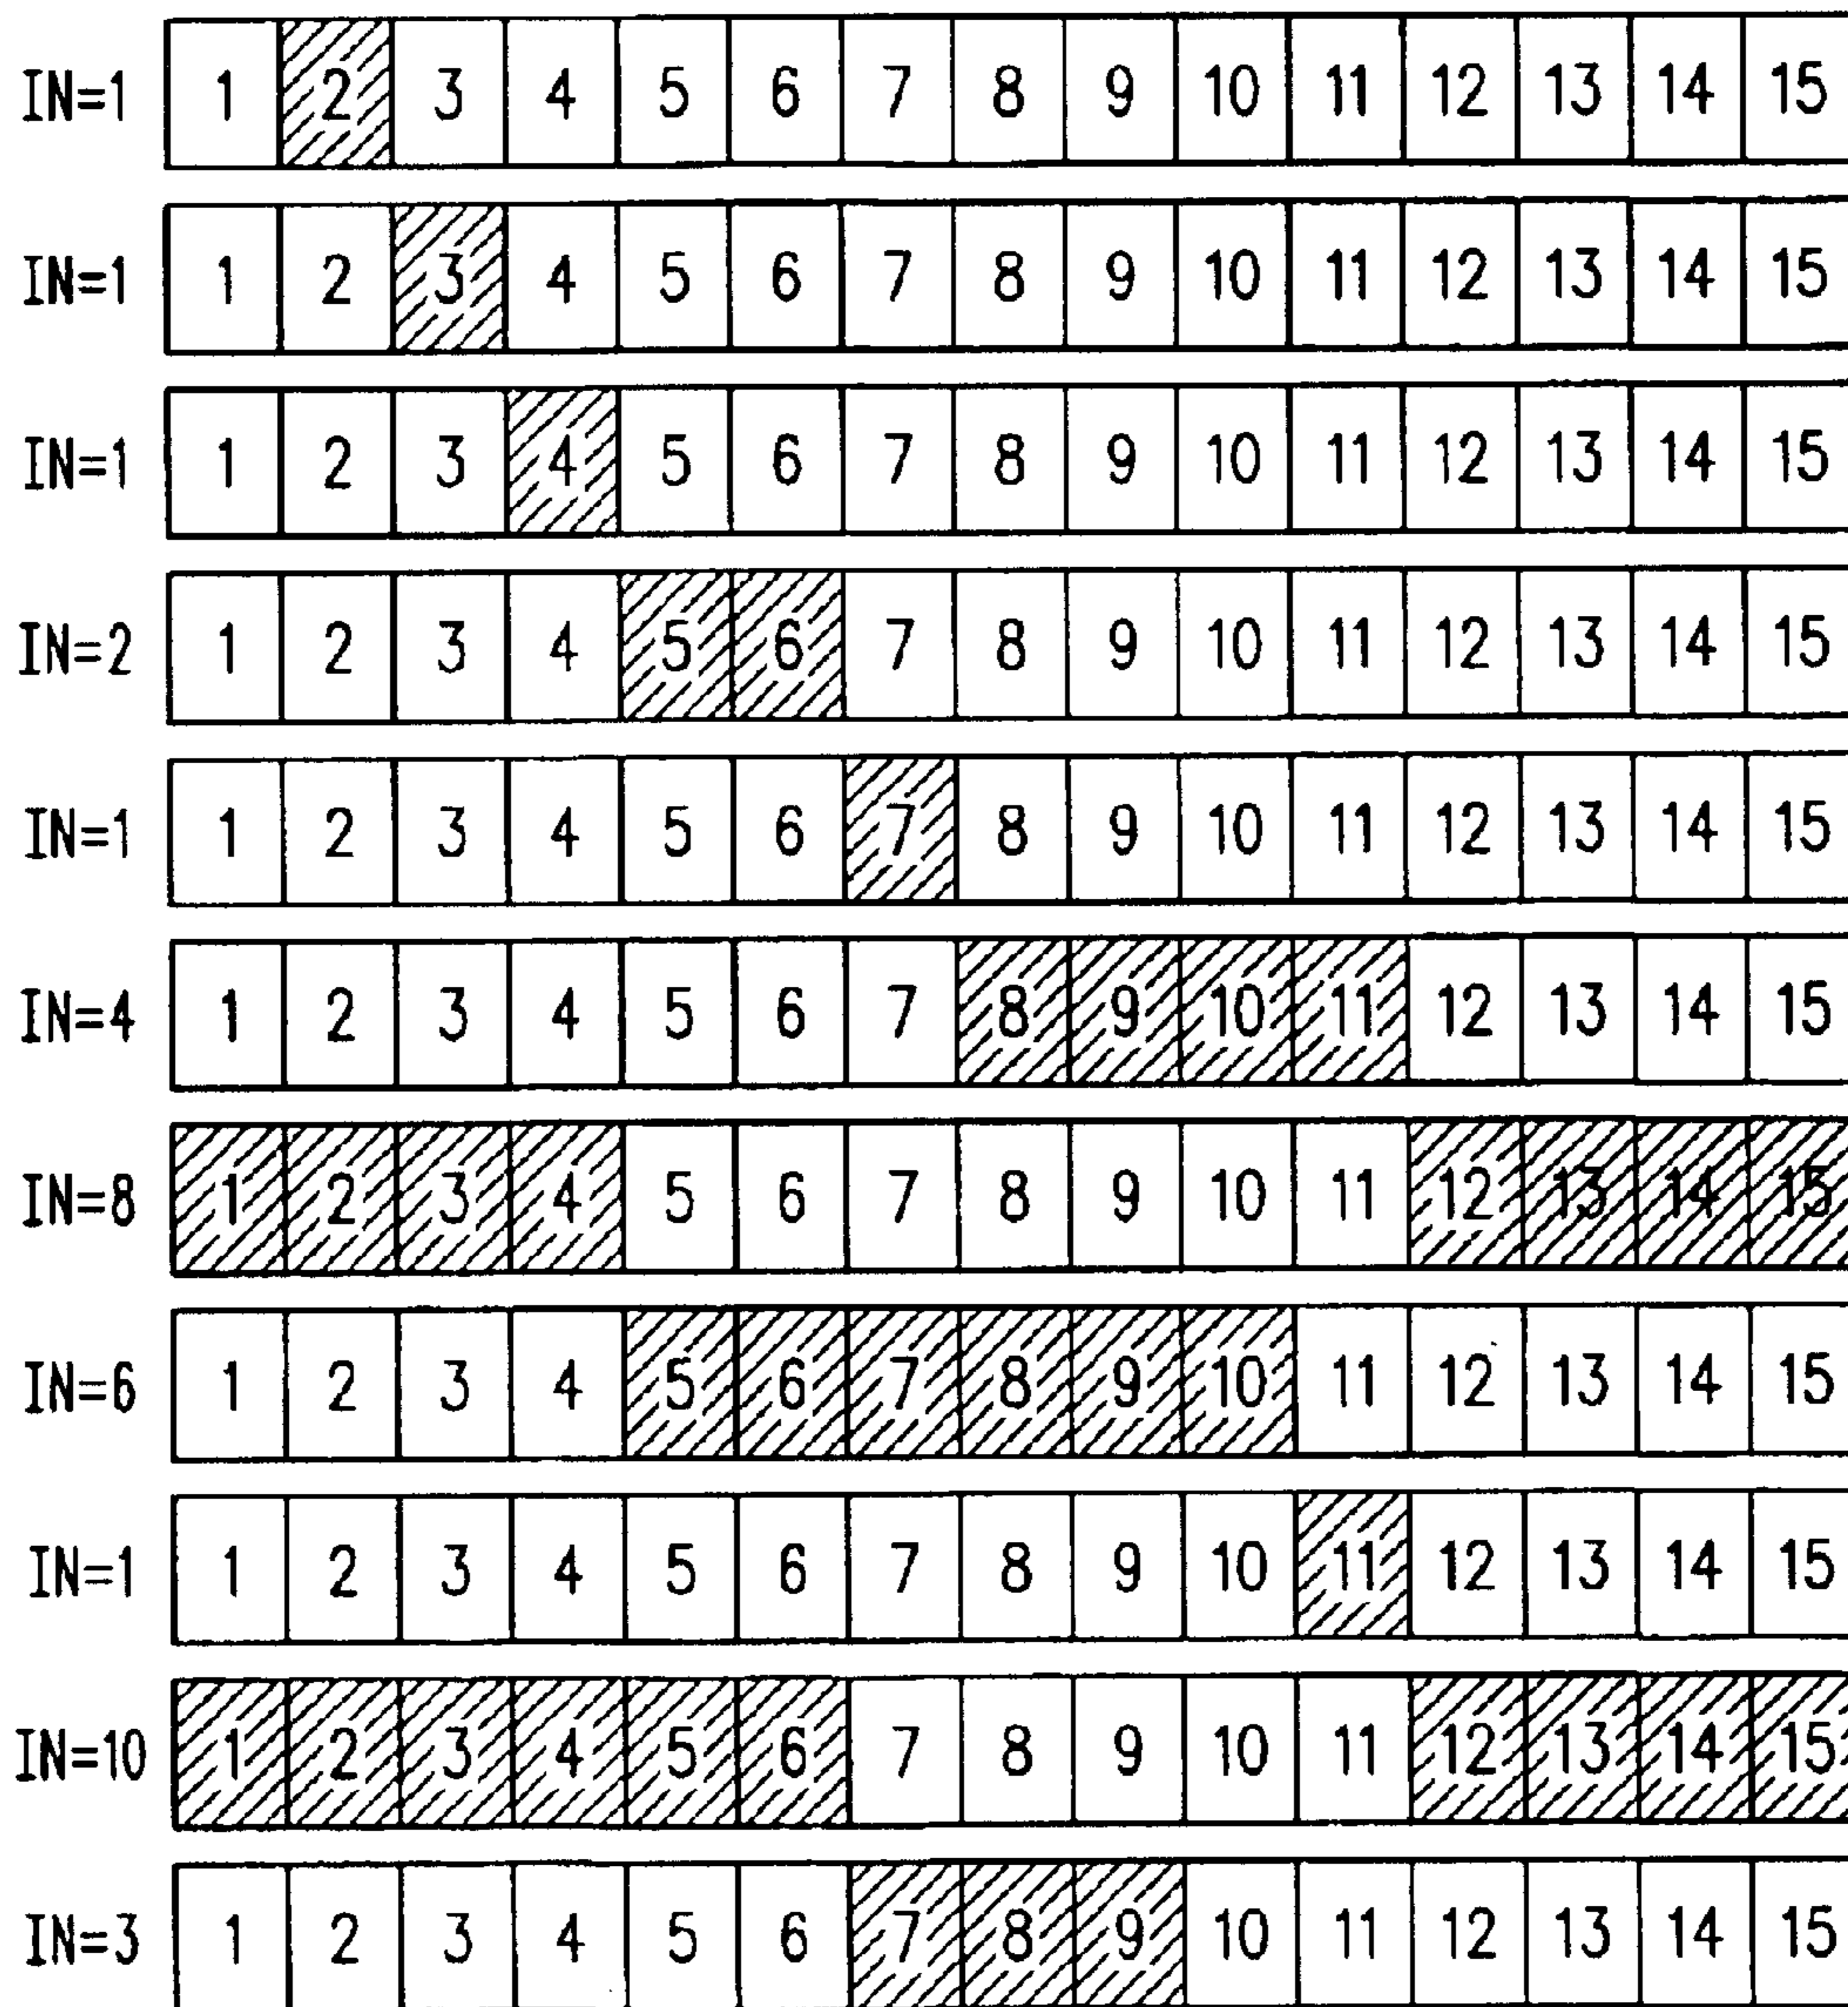 IN=1 1 2 3 4 5 6 7 8 9 10 11 12 13 14 15
IN=1 1 2 3 4 5 6 7 8 9 10 11 12 13 14 15
IN=1 1 2 3 4 5 6 7 8 9 10 11 12 13 14 15
IN=2 1 2 3 4 5 6 7 8 9 10 11 12 13 14 15
IN=1 1 2 3 4 5 6 7 8 9 10 11 12 13 14 15
IN=4 1 2 3 4 5 6 7 8 9 10 11 12 13 14 15
IN=8 1 2 3 4 5 6 7 8 9 10 11 12 13 14 15
IN=6 1 2 3 4 5 6 7 8 9 10 11 12 13 14 15
IN=1 1 2 3 4 5 6 7 8 9 10 11 12 13 14 15
IN=10 1 2 3 4 5 6 7 8 9 10 11 12 13 14 15
IN=3 1 2 3 4 5 6 7 8 9 10 11 12 13 14 15